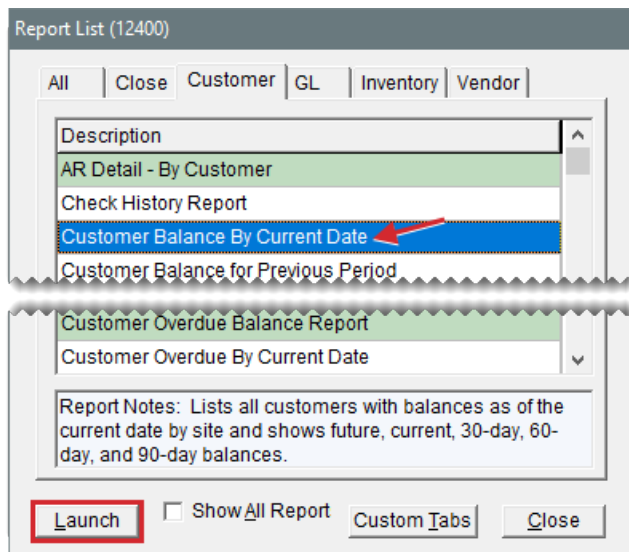 Report List (12400)
All Close Customer GL Inventory Vendor
Description
AR Detail - By Customer
Check History Report
Customer Balance By Current Date
Customer Balance for Previous Period
Customer Overdue Balance Report
Customer Overdue By Current Date
Report Notes: Lists all customers with balances as of the
current date by site and shows future, current, 30-day, 60-
day, and 90-day balances.
Launch Show All Report Custom Tabs Close